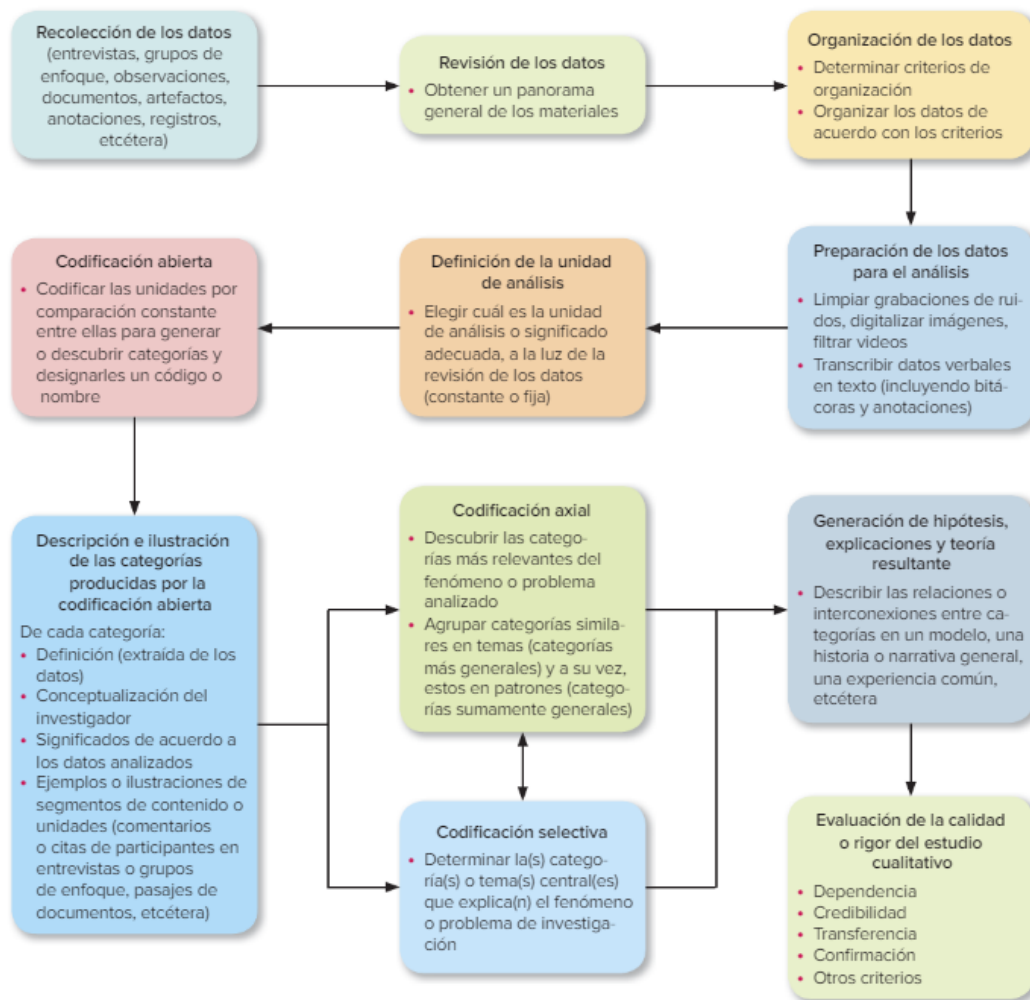 Recolección de los datos
(entrevistas, grupos
de enfoque, observaciones,
documentos, artefactos,
anotaciones, registros,
etcétera)
Revisión de los datos
• Obtener un panorama
general de los materiales
Organización de los datos
• Determinar criterios de
organización
• Organizar los datos de
acuerdo con los criterios
Preparación de los datos
para el análisis
• Limpiar grabaciones de rui-
dos, digitalizar imágenes,
filtrar videos
• Transcribir datos verbales
en texto (incluyendo bitá-
coras y anotaciones)
Definición de la unidad
de análisis
• Elegir cuál es la unidad
de análisis o significado
adecuada, a la luz de la
revisión de los datos
(constante o fija)
Codificación abierta
• Codificar las unidades por
comparación constante
entre ellas para generar
o descubrir categorías y
designarles un código o
nombre
Descripción e ilustración
de las categorías
producidas por la
codificación abierta
De cada categoría:
• Definición (extraída de los
datos)
• Conceptualización del
investigador
• Significados de acuerdo a
los datos analizados
• Ejemplos o ilustraciones de
segmentos de contenido o
unidades (comentarios
o citas de participantes en
entrevistas o grupos
de enfoque, pasajes de
documentos, etcétera)
Codificación axial
• Descubrir las catego-
rías más relevantes del
fenómeno o problema
analizado
• Agrupar categorías simila-
res en temas (categorías
más generales) y a su vez,
estos en patrones (catego-
rías sumamente generales)
Codificación selectiva
• Determinar la(s) catego-
ría(s) o tema(s) central(es)
que explica(n) el fenómeno
o problema de investiga-
ción
Generación de hipótesis,
explicaciones y teoría
resultante
• Describir las relaciones o
interconexiones entre ca-
tegorías en un modelo, una
historia o narrativa general,
una experiencia común,
etcétera
Evaluación de la calidad
o rigor del estudio
cualitativo
• Dependencia
• Credibilidad
• Transferencia
• Confirmación
• Otros criterios